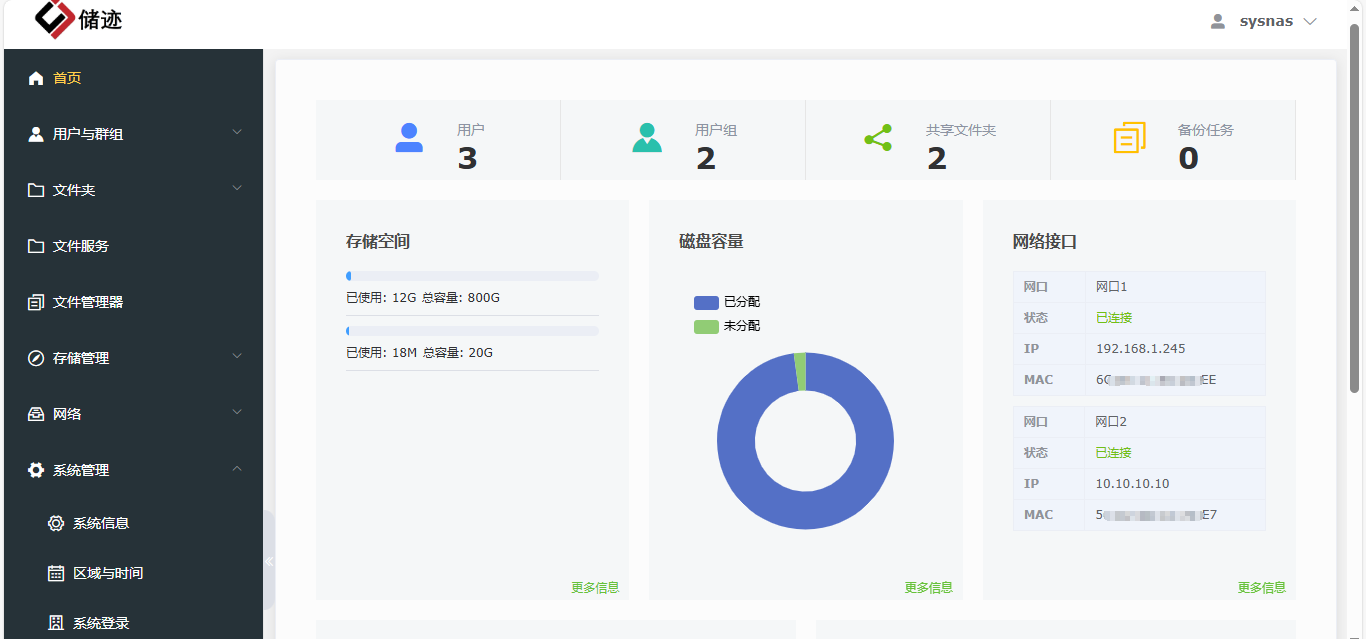 储迹
sysnas
首页
用户与群组
文件夹
文件服务
文件管理器
存储管理
网络
系统管理
系统信息
区域与时间
系统登录
用户
3
用户组
2
共享文件夹
2
备份任务
0
存储空间
已使用: 12G 总容量: 800G
已使用: 18M 总容量: 20G
更多信息
磁盘容量
已分配
未分配
更多信息
网络接口
网口 网口1
状态 已连接
IP 192.168.1.245
MAC 6C EE
网口 网口2
状态 已连接
IP 10.10.10.10
MAC 5 E7
更多信息